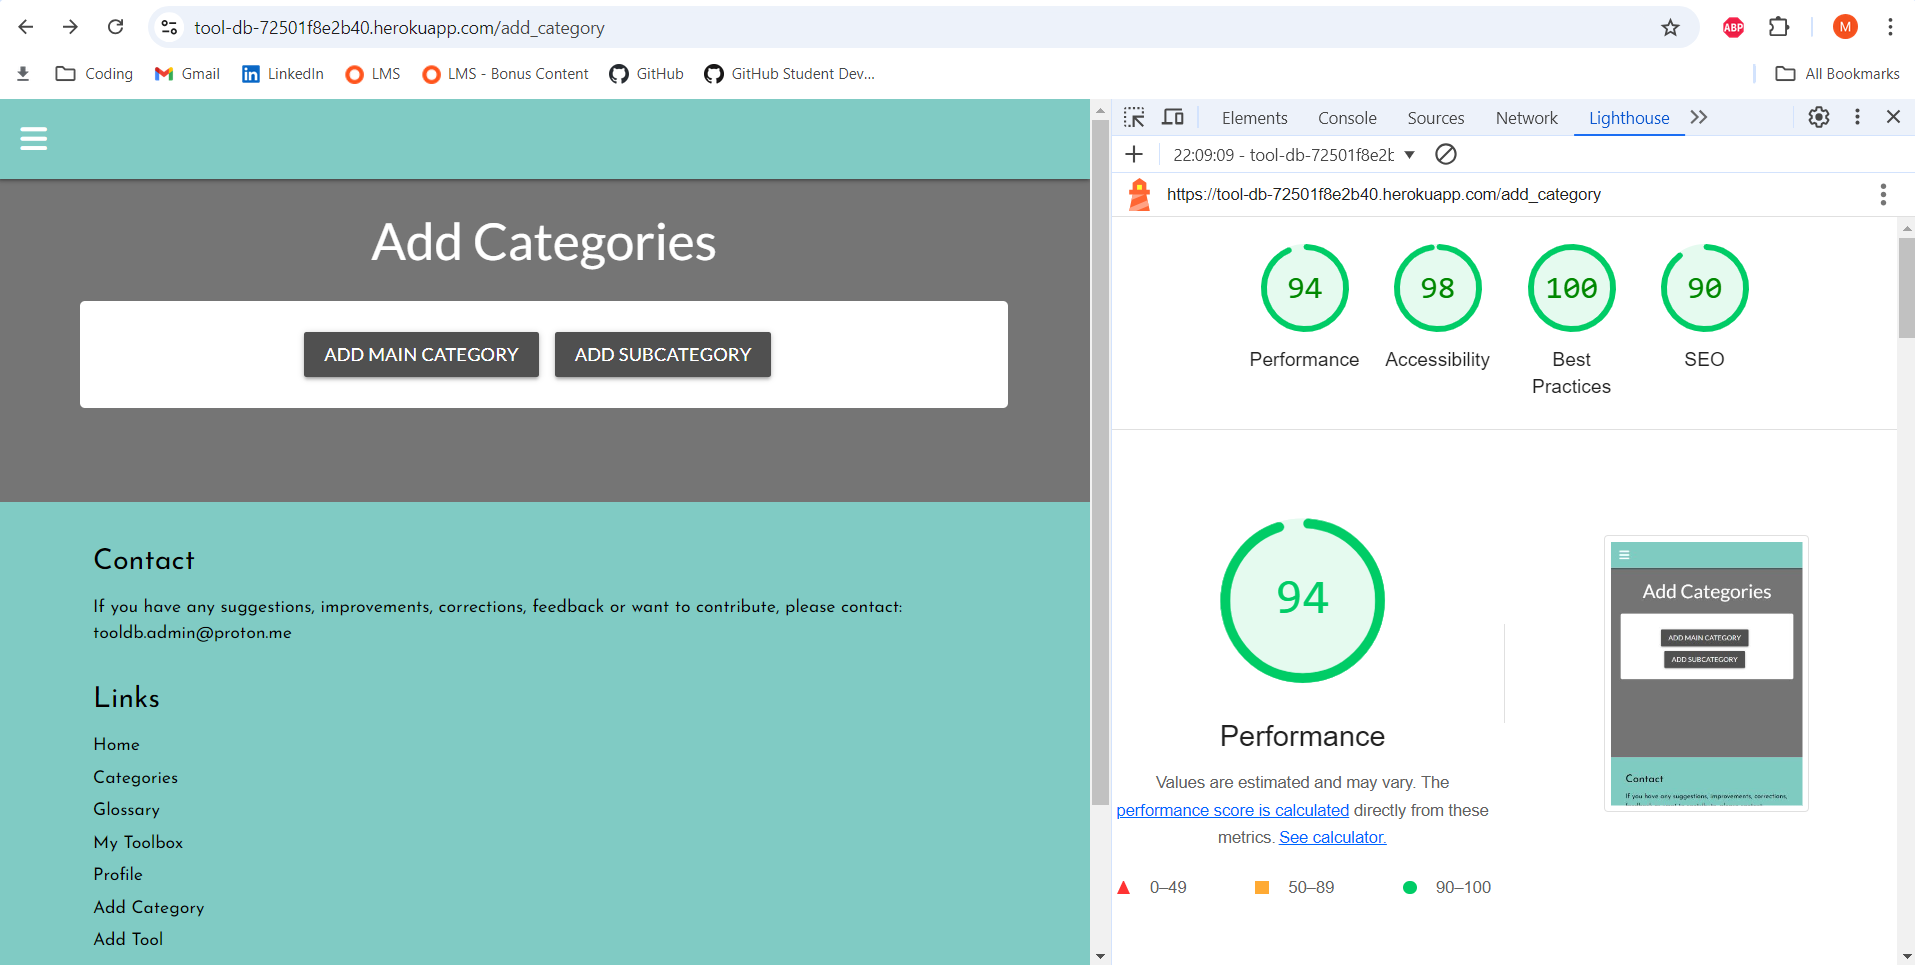 tool-db-72501f8e2b40.herokuapp.com/add_category
ABP
M
Coding
Gmail
LinkedIn
LMS
LMS - Bonus Content
GitHub
GitHub Student Dev...
All Bookmarks
Add Categories
ADD MAIN CATEGORY
ADD SUBCATEGORY
Contact
If you have any suggestions, improvements, corrections, feedback or want to contribute, please contact:
tooldb.admin@proton.me
Links
Home
Categories
Glossary
My Toolbox
Profile
Add Category
Add Tool
Elements
Console
Sources
Network
Lighthouse
22:09:09 - tool-db-72501f8e2b
https://tool-db-72501f8e2b40.herokuapp.com/add_category
94
98
100
90
Performance
Accessibility
Best
Practices
SEO
94
Performance
Values are estimated and may vary. The
performance score is calculated directly from these
metrics. See calculator.
0–49
50–89
90–100
Add Categories
ADD MAIN CATEGORY
ADD SUBCATEGORY
Contact
If you have any suggestions, improvements, corrections,